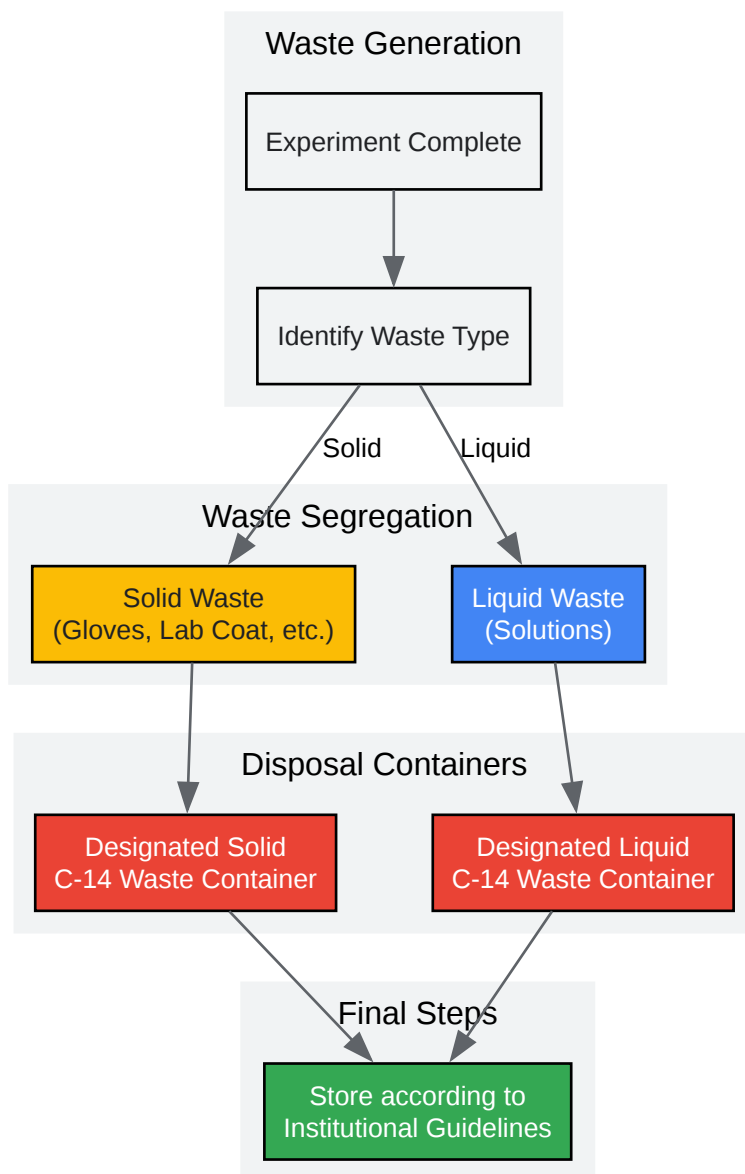 Waste Generation
Experiment Complete
Identify Waste Type
Solid
Liquid
Waste Segregation
Solid Waste
(Gloves, Lab Coat, etc.)
Liquid Waste
(Solutions)
Disposal Containers
Designated Solid
C-14 Waste Container
Designated Liquid
C-14 Waste Container
Final Steps
Store according to
Institutional Guidelines